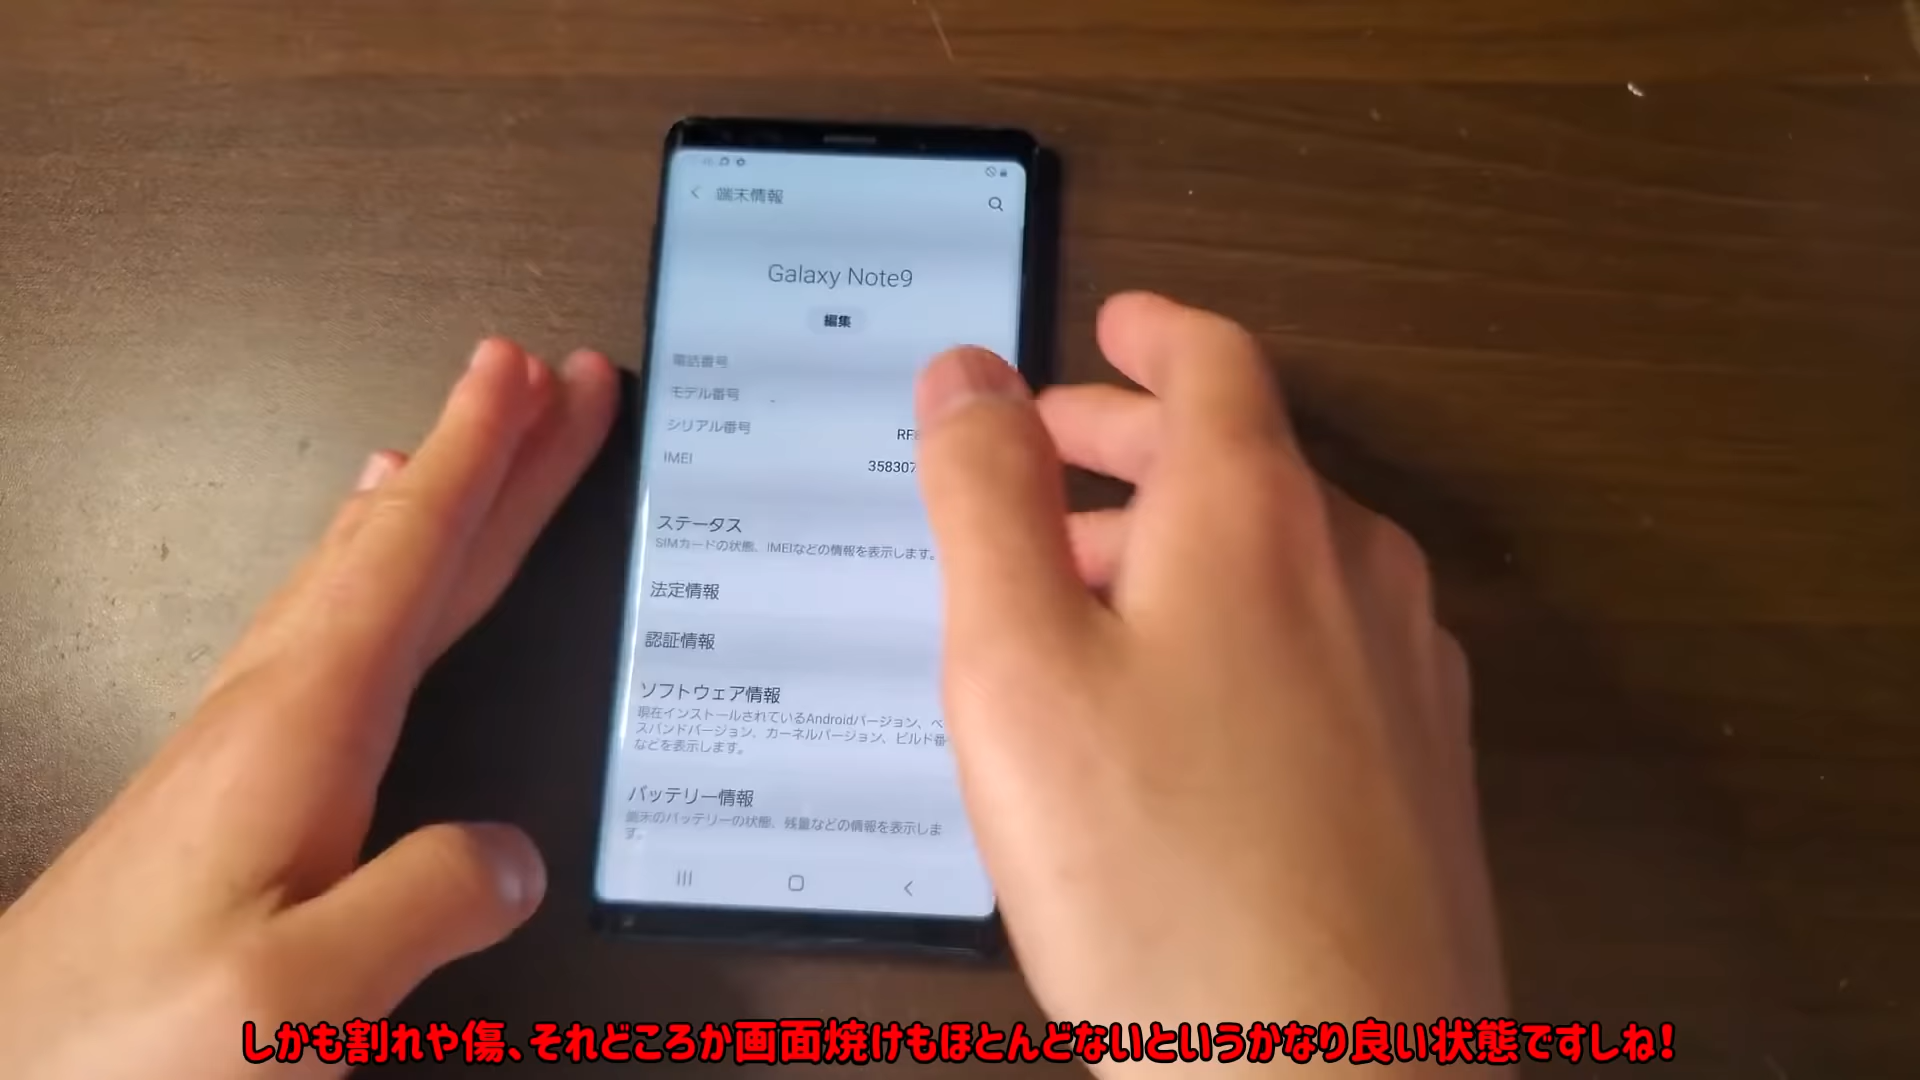 端末情報
Galaxy Note9
編集
電話番号
モデル番号
シリアル番号 RF
IMEI 358307
ステータス
SIMカードの状態、IMEIなどの情報を表示します。
法定情報
認証情報
ソフトウェア情報
現在インストールされているAndroidバージョン、ベ
スバンドバージョン、カーネルバージョン、ビルド番
などを表示します。
バッテリー情報
端末のバッテリーの状態、残量などの情報を表示しま
す。
しかも割れや傷、それどころか画面焼けもほとんどないというかなり良い状態ですしね!